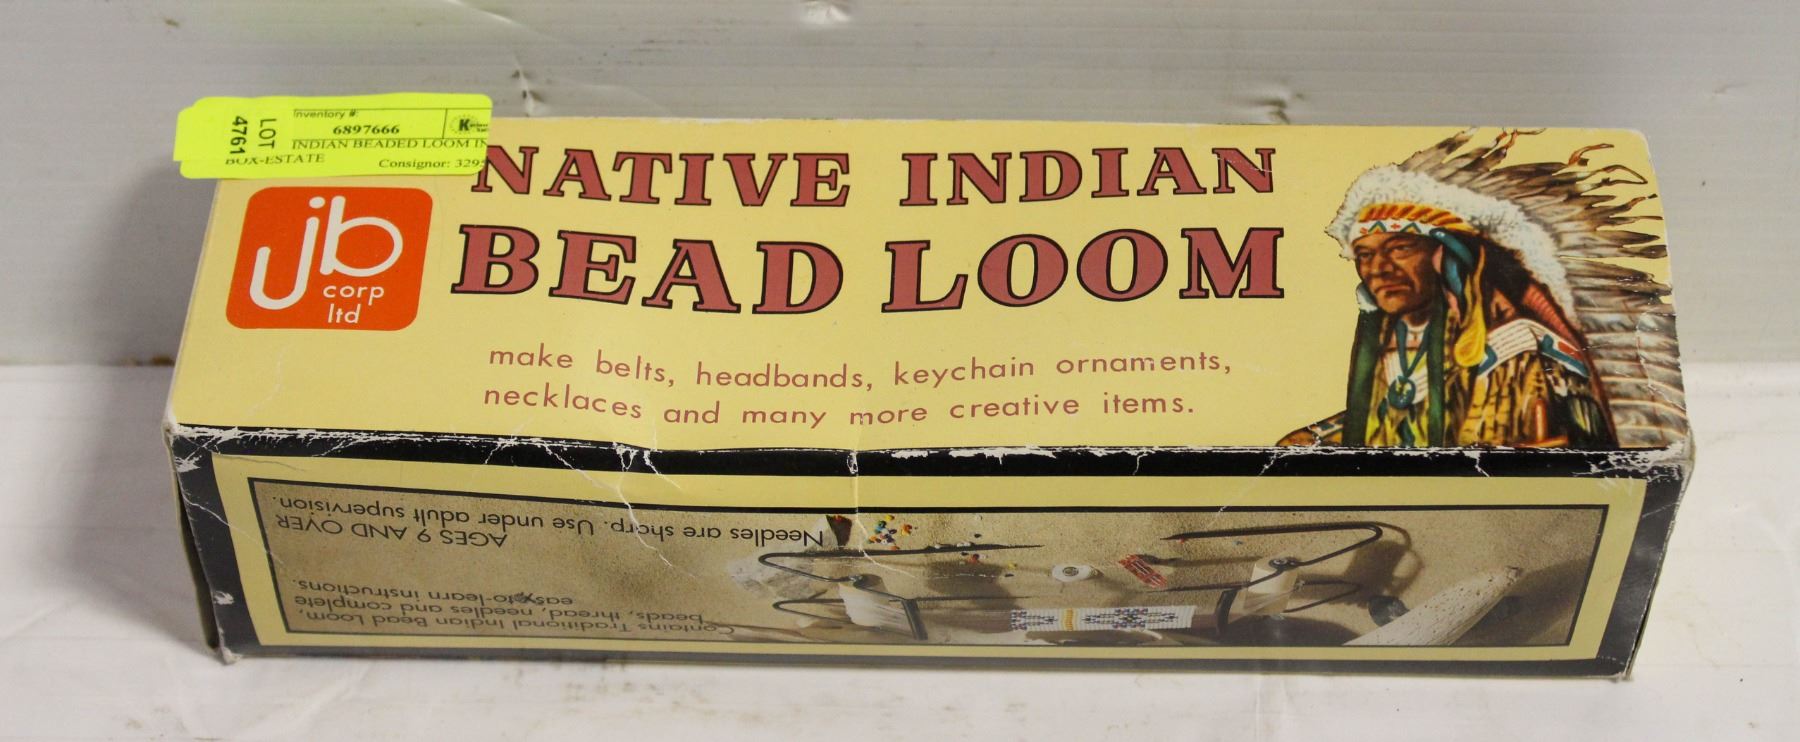 LOT
4761
Inventory #:
6897666
INDIAN BEADED LOOM IN
BOX-ESTATE
Consignor: 3295
jb
corp
ltd
NATIVE INDIAN
BEAD LOOM
make belts, headbands, keychain ornaments,
necklaces and many more creative items.
Contains Traditional Indian Bead Loom,
beads, thread, needles and complete
easy-to-learn instructions.
AGES 9 AND OVER
Needles are sharp. Use under adult supervision.